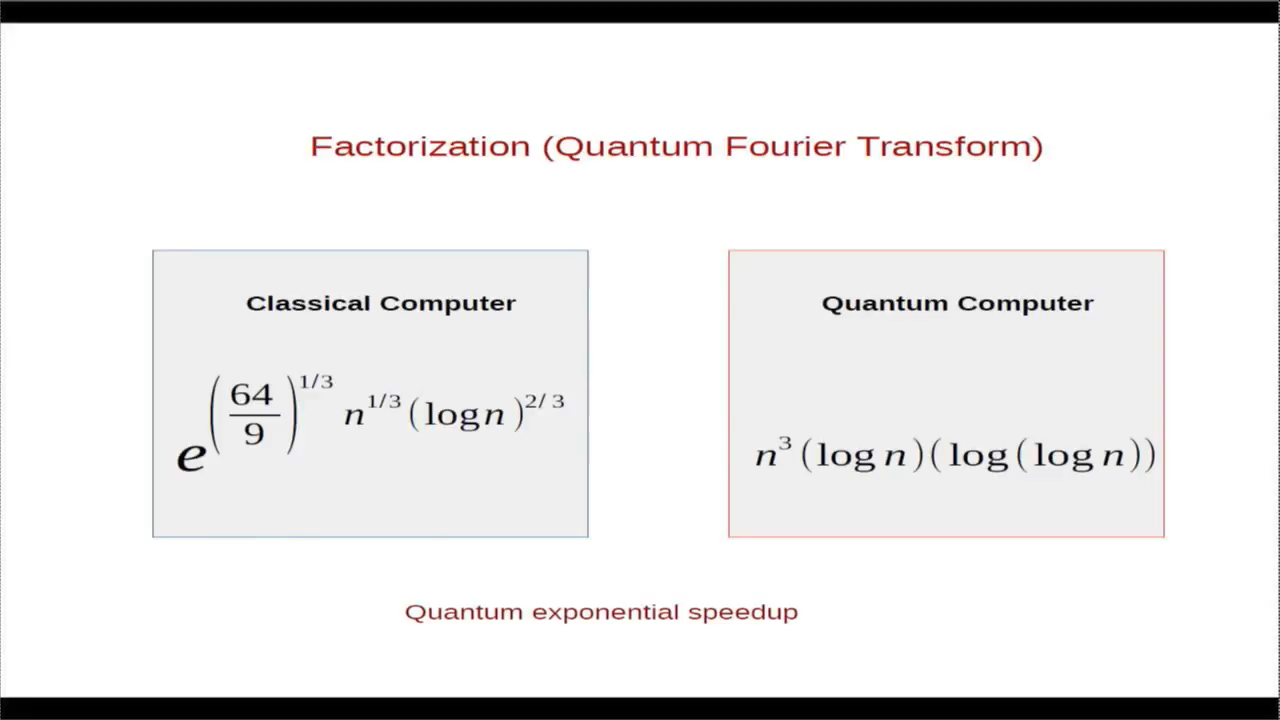 Factorization (Quantum Fourier Transform)
Classical Computer
e^{(64/9)^{1/3} n^{1/3} (log n)^{2/3}}
Quantum Computer
n^3 (log n)(log(log n))
Quantum exponential speedup